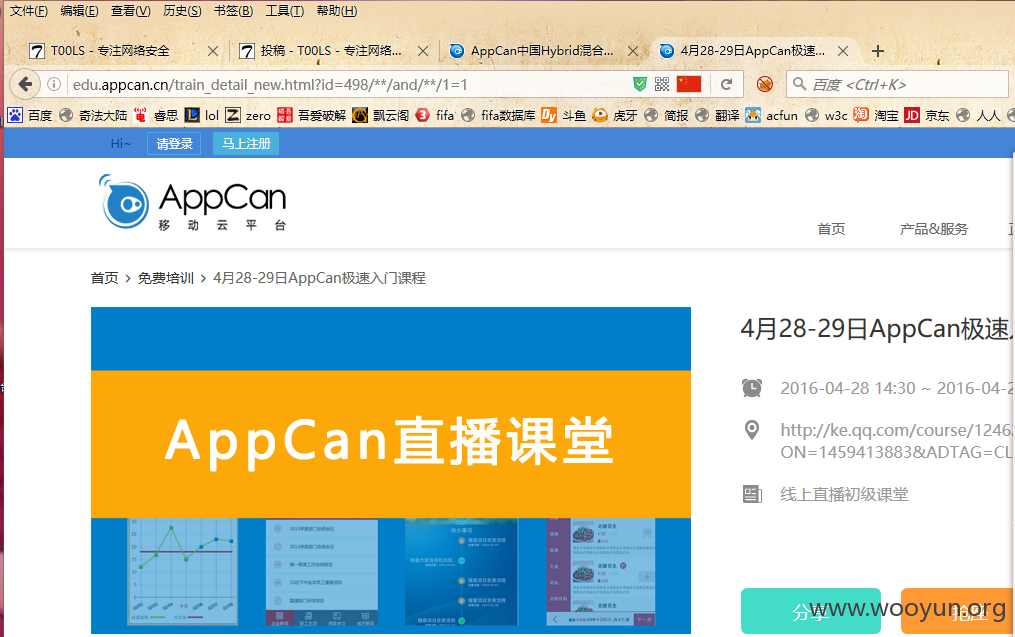 文件(F) 编辑(E) 查看(V) 历史(S) 书签(B) 工具(T) 帮助(H)
T00LS - 专注网络安全 投稿 - T00LS - 专注网络... AppCan中国Hybrid混合... 4月28-29日AppCan极速...
edu.appcan.cn/train_detail_new.html?id=498/**/and/**/1=1 百度 <Ctrl+K>
百度 奇法大陆 睿思 lol zero 吾爱破解 飘云阁 fifa fifa数据库 斗鱼 虎牙 简报 翻译 acfun w3c 淘宝 京东 人人
Hi~ 请登录 马上注册
AppCan
移动云平台
首页 产品&服务
首页 > 免费培训 > 4月28-29日AppCan极速入门课程
4月28-29日AppCan极速
AppCan直播课堂
2016-04-28 14:30 ~ 2016-04-2
http://ke.qq.com/course/1246
ON=1459413883&ADTAG=CL
线上直播初级课堂
分享
www.wooyun.org